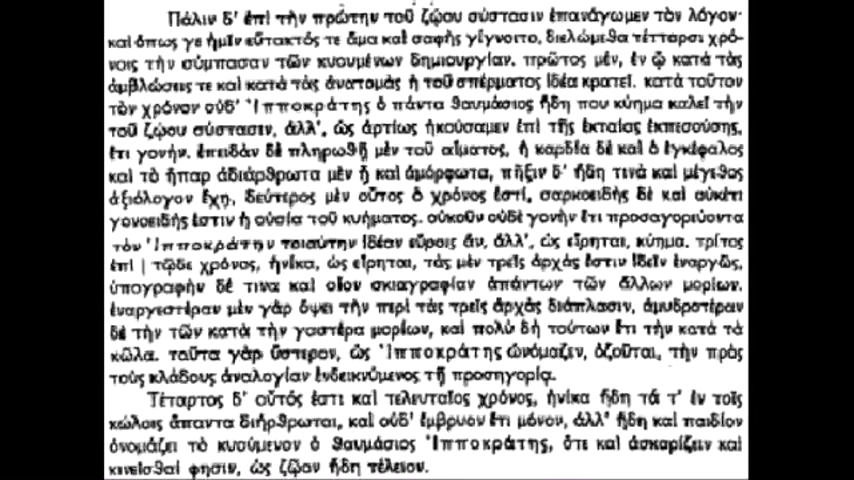 Πάλιν δ' ἐπὶ τὴν πρώτην τοῦ ζῴου σύστασιν ἐπανάγωμεν τὸν λόγον·
καὶ ὅπως γε ἡμῖν εὔτακτός τε ἅμα καὶ σαφὴς γίγνοιτο, διελώμεθα τέτταρσι χρό-
νοις τὴν σύμπασαν τῶν κυουμένων δημιουργίαν. πρῶτος μέν, ἐν ᾧ κατὰ τὰς
ἀμβλώσεις τε καὶ κατὰ τὰς ἀνατομὰς ἡ τοῦ σπέρματος ἰδέα κρατεῖ. κατὰ τοῦτον
τὸν χρόνον οὐδ' Ἱπποκράτης ὁ πάντα θαυμάσιος ἤδη που κύημα καλεῖ τὴν
τοῦ ζῴου σύστασιν, ἀλλ', ὡς ἀρτίως ἠκούσαμεν ἐπὶ τῆς ἑκταίας ἐκπεσούσης,
ἔτι γονήν. ἐπειδὰν δὲ πληρωθῇ μὲν τοῦ αἵματος, ἡ καρδία δὲ καὶ ὁ ἐγκέφαλος
καὶ τὸ ἧπαρ ἀδιάρθρωτα μὲν ᾖ καὶ ἀμόρφωτα, πῆξιν δ' ἤδη τινὰ καὶ μέγεθος
ἀξιόλογον ἔχῃ, δεύτερος μὲν οὗτος ὁ χρόνος ἐστί, σαρκοειδὴς δὲ καὶ οὐκέτι
γονοειδής ἐστιν ἡ οὐσία τοῦ κυήματος. οὐκοῦν οὐδὲ γονὴν ἔτι προσαγορεύοντα
τὸν Ἱπποκράτην τοιαύτην ἰδέαν εὕροις ἄν, ἀλλ', ὡς εἴρηται, κύημα. τρίτος
ἐπὶ | τῷδε χρόνος, ἡνίκα, ὡς εἴρηται, τὰς μὲν τρεῖς ἀρχὰς ἔστιν ἰδεῖν ἐναργῶς,
ὑπογραφὴν δέ τινα καὶ οἷον σκιαγραφίαν ἁπάντων τῶν ἄλλων μορίων.
ἐναργεστέραν μὲν γὰρ ὄψει τὴν περὶ τὰς τρεῖς ἀρχὰς διάπλασιν, ἀμυδροτέραν
δὲ τὴν τῶν κατὰ τὴν γαστέρα μορίων, καὶ πολὺ δὴ τούτων ἔτι τὴν κατὰ τὰ
κῶλα. ταῦτα γὰρ ὕστερον, ὡς Ἱπποκράτης ὠνόμαζεν, ὀζοῦται, τὴν πρὸς
τοὺς κλάδους ἀναλογίαν ἐνδεικνύμενος τῇ προσηγορίᾳ.
Τέταρτος δ' οὗτός ἐστι καὶ τελευταῖος χρόνος, ἡνίκα ἤδη τά τ' ἐν τοῖς
κώλοις ἅπαντα διήρθρωται, καὶ οὐδ' ἔμβρυον ἔτι μόνον, ἀλλ' ἤδη καὶ παιδίον
ὀνομάζει τὸ κυούμενον ὁ θαυμάσιος Ἱπποκράτης, ὅτε καὶ ἀσκαρίζειν καὶ
κινεῖσθαί φησιν, ὡς ζῷον ἤδη τέλειον.